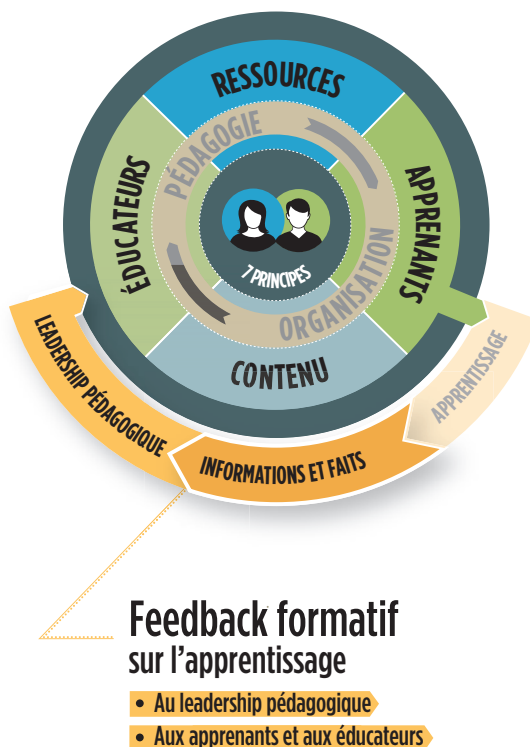 RESSOURCES
PÉDAGOGIE
ÉDUCATEURS
APPRENANTS
7 PRINCIPES
ORGANISATION
CONTENU
LEADERSHIP PÉDAGOGIQUE
INFORMATIONS ET FAITS
APPRENTISSAGE
Feedback formatif
sur l’apprentissage
• Au leadership pédagogique
• Aux apprenants et aux éducateurs